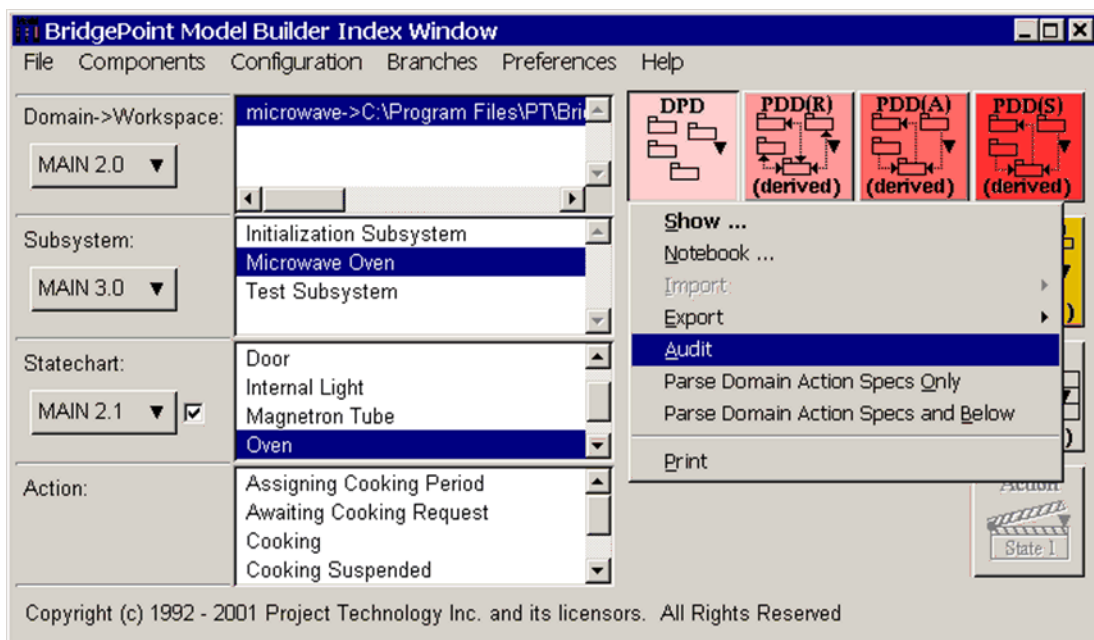 BridgePoint Model Builder Index Window
File Components Configuration Branches Preferences Help
Domain->Workspace:
MAIN 2.0
microwave->C:\Program Files\PT\Bri
DPD
PDD(R)
(derived)
PDD(A)
(derived)
PDD(S)
(derived)
Subsystem:
MAIN 3.0
Initialization Subsystem
Microwave Oven
Test Subsystem
Show ...
Notebook ...
Import
Export
Audit
Parse Domain Action Specs Only
Parse Domain Action Specs and Below
Print
Statechart:
MAIN 2.1
Door
Internal Light
Magnetron Tube
Oven
Action:
Assigning Cooking Period
Awaiting Cooking Request
Cooking
Cooking Suspended
Action
State 1
Copyright (c) 1992 - 2001 Project Technology Inc. and its licensors. All Rights Reserved